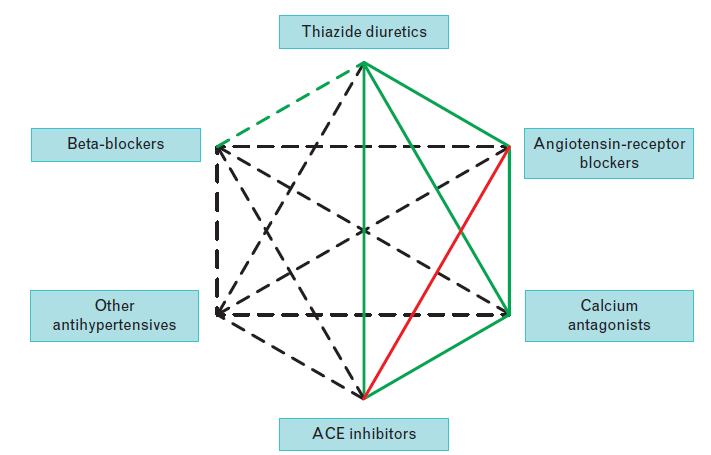 Thiazide diuretics
Beta-blockers
Angiotensin-receptor
blockers
Other
antihypertensives
Calcium
antagonists
ACE inhibitors